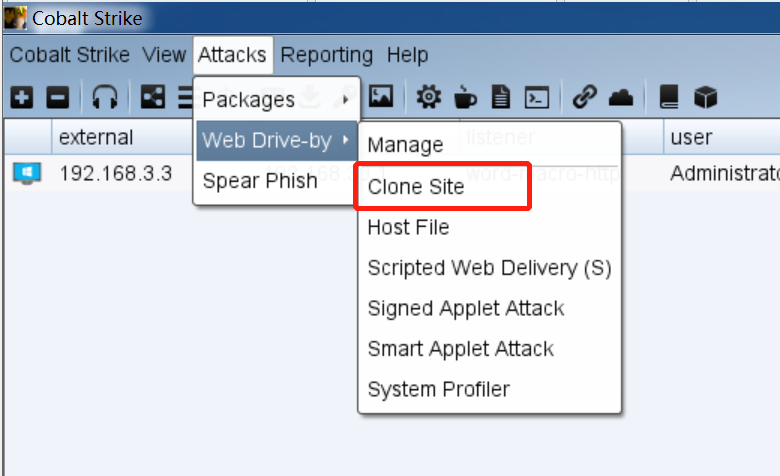 Cobalt Strike
Cobalt Strike View Attacks Reporting Help
Packages
external
Web Drive-by
listener
user
Manage
192.168.3.3
word-macro-http
Administrato
Spear Phish
Clone Site
Host File
Scripted Web Delivery (S)
Signed Applet Attack
Smart Applet Attack
System Profiler